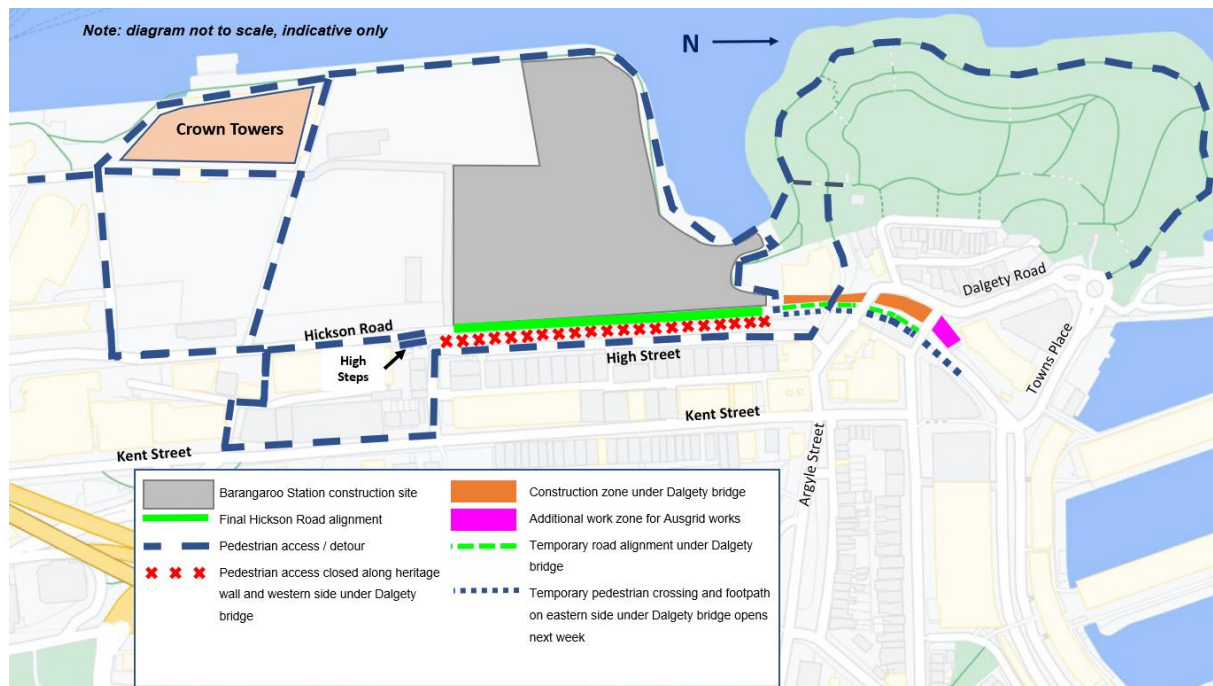 Note: diagram not to scale, indicative only
N
Crown Towers
Dalgety Road
Hickson Road
High
Steps
High Street
Towns Place
Kent Street
Kent Street
Argyle Street
Barangaroo Station construction site
Final Hickson Road alignment
Pedestrian access / detour
Pedestrian access closed along heritage
wall and western side under Dalgety
bridge
Construction zone under Dalgety bridge
Additional work zone for Ausgrid works
Temporary road alignment under Dalgety
bridge
Temporary pedestrian crossing and footpath
on eastern side under Dalgety bridge opens
next week